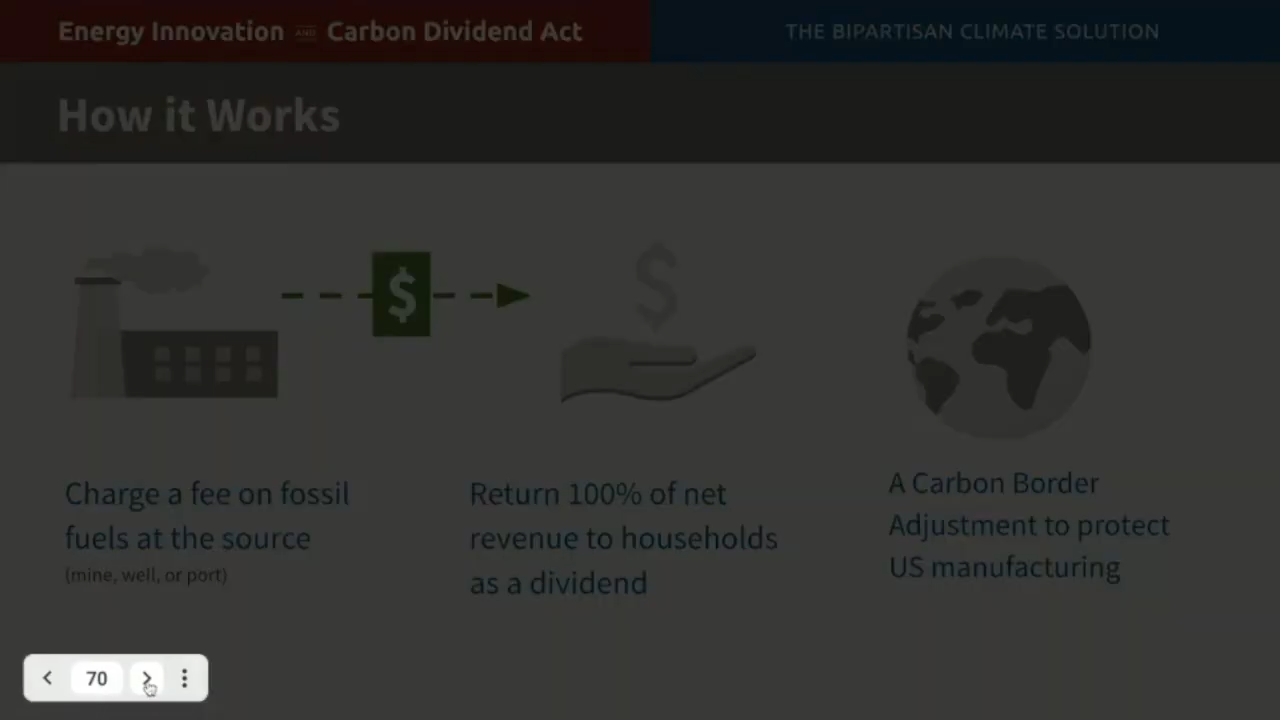 Energy Innovation AND Carbon Dividend Act
THE BIPARTISAN CLIMATE SOLUTION
How it Works
$
$
Charge a fee on fossil
fuels at the source
(mine, well, or port)
Return 100% of net
revenue to households
as a dividend
A Carbon Border
Adjustment to protect
US manufacturing
70